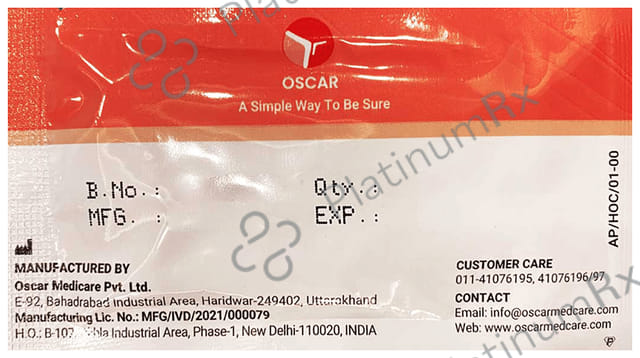 OSCAR
A Simple Way To Be Sure
B.No.: Qty.:
MFG. : EXP.:
AP/HOC/01-00
MANUFACTURED BY
Oscar Medicare Pvt. Ltd.
E-92, Bahadrabad Industrial Area, Haridwar-249402, Uttarakhand
Manufacturing Lic. No.: MFG/IVD/2021/000079
H.O.: Industrial Area, Phase-1, New Delhi-110020, INDIA
CUSTOMER CARE
011-41076195, 41076196/97
CONTACT
Email: info@oscarmedcare.com
Web: www.oscarmedcare.com
PlatinumRx
PlatinumRx
PlatinumRx